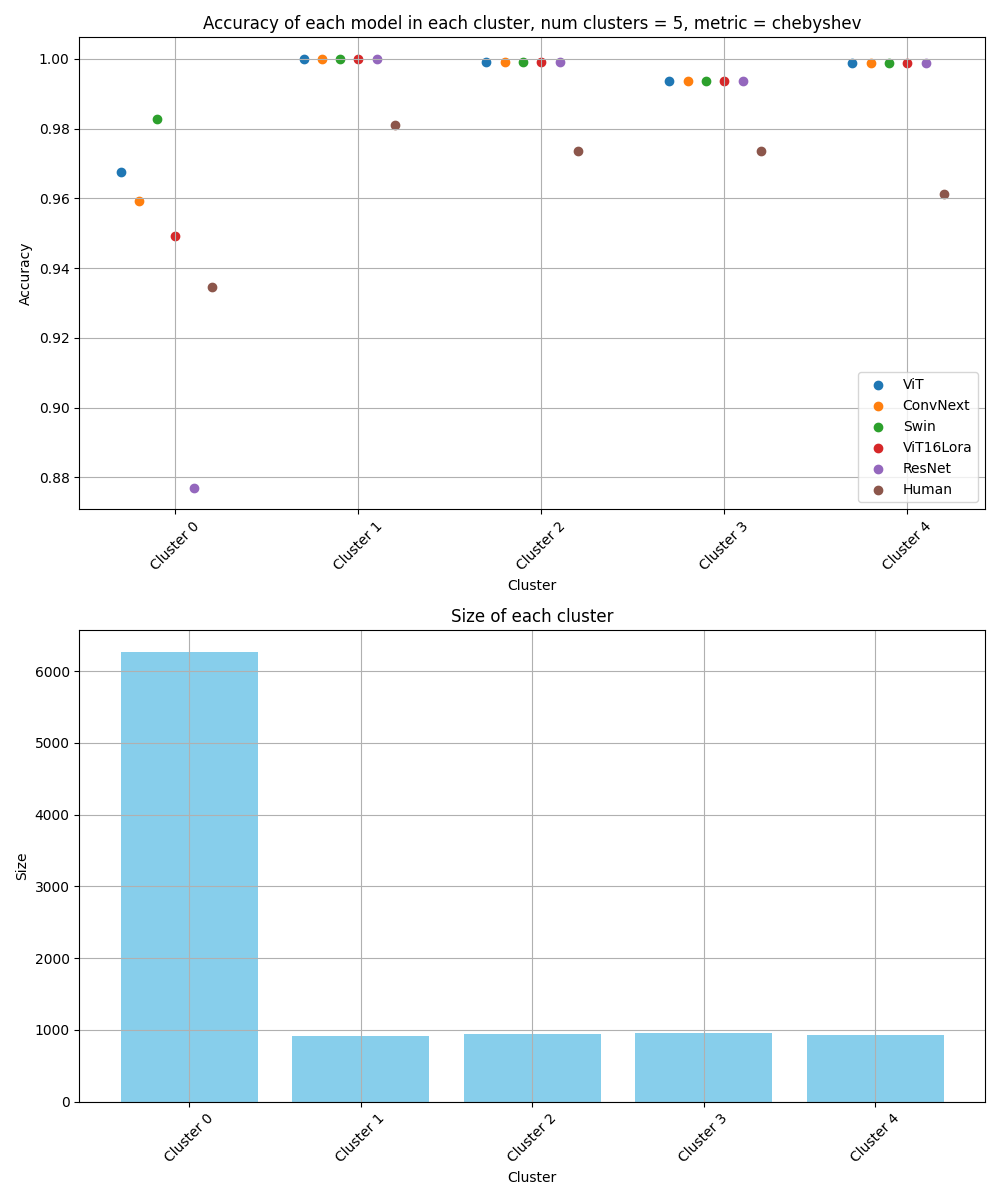 Accuracy of each model in each cluster, num clusters = 5, metric = chebyshev
1.00
0.98
0.96
0.94
0.92
0.90
0.88
Accuracy
ViT
ConvNext
Swin
ViT16Lora
ResNet
Human
Cluster 0
Cluster 1
Cluster 2
Cluster 3
Cluster 4
Cluster
Size of each cluster
6000
5000
4000
3000
2000
1000
0
Size
Cluster 0
Cluster 1
Cluster 2
Cluster 3
Cluster 4
Cluster